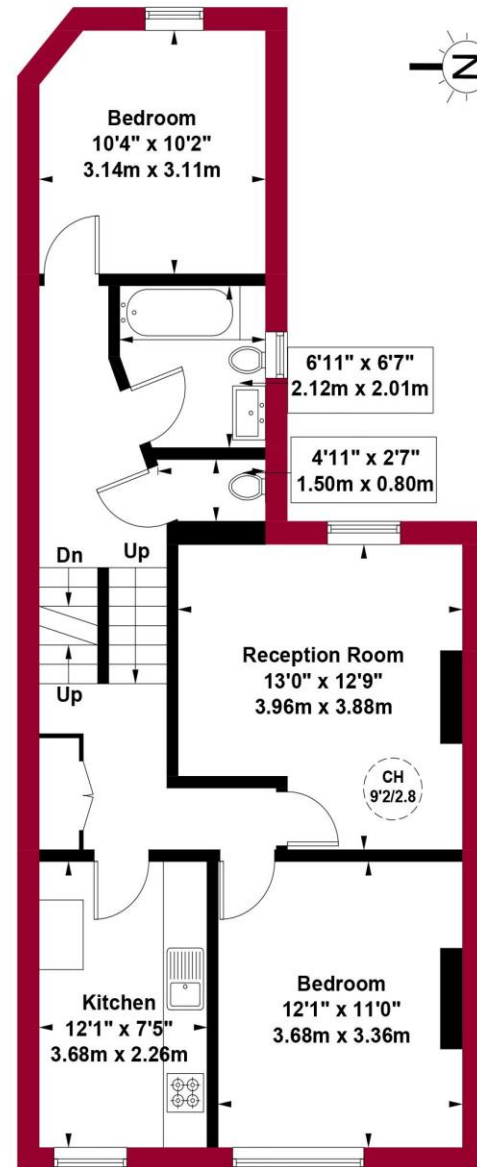 N
Bedroom
10'4" x 10'2"
3.14m x 3.11m
6'11" x 6'7"
2.12m x 2.01m
4'11" x 2'7"
1.50m x 0.80m
Dn
Up
Up
Reception Room
13'0" x 12'9"
3.96m x 3.88m
CH
9'2/2.8
Kitchen
12'1" x 7'5"
3.68m x 2.26m
Bedroom
12'1" x 11'0"
3.68m x 3.36m